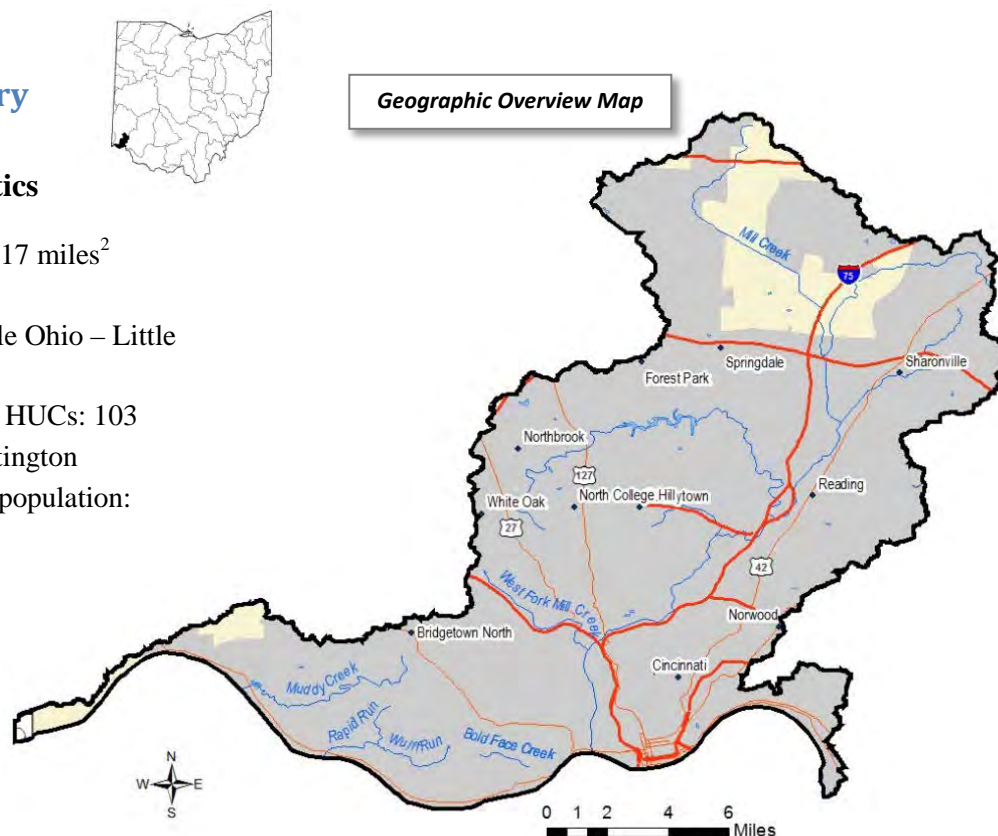 ry
Geographic Overview Map
tics
17 miles2
le Ohio – Little
HUCs: 103
tington
population:
Mill Creek
75
Springdale
Sharonville
Forest Park
Northbrook
127
Reading
White Oak
North College Hillytown
27
42
West Fork Mill Creek
Norwood
Bridgetown North
Cincinnati
Muddy Creek
Rapid Run
Wulff Run
Bold Face Creek
N
W E
S
0 1 2 4 6
Miles